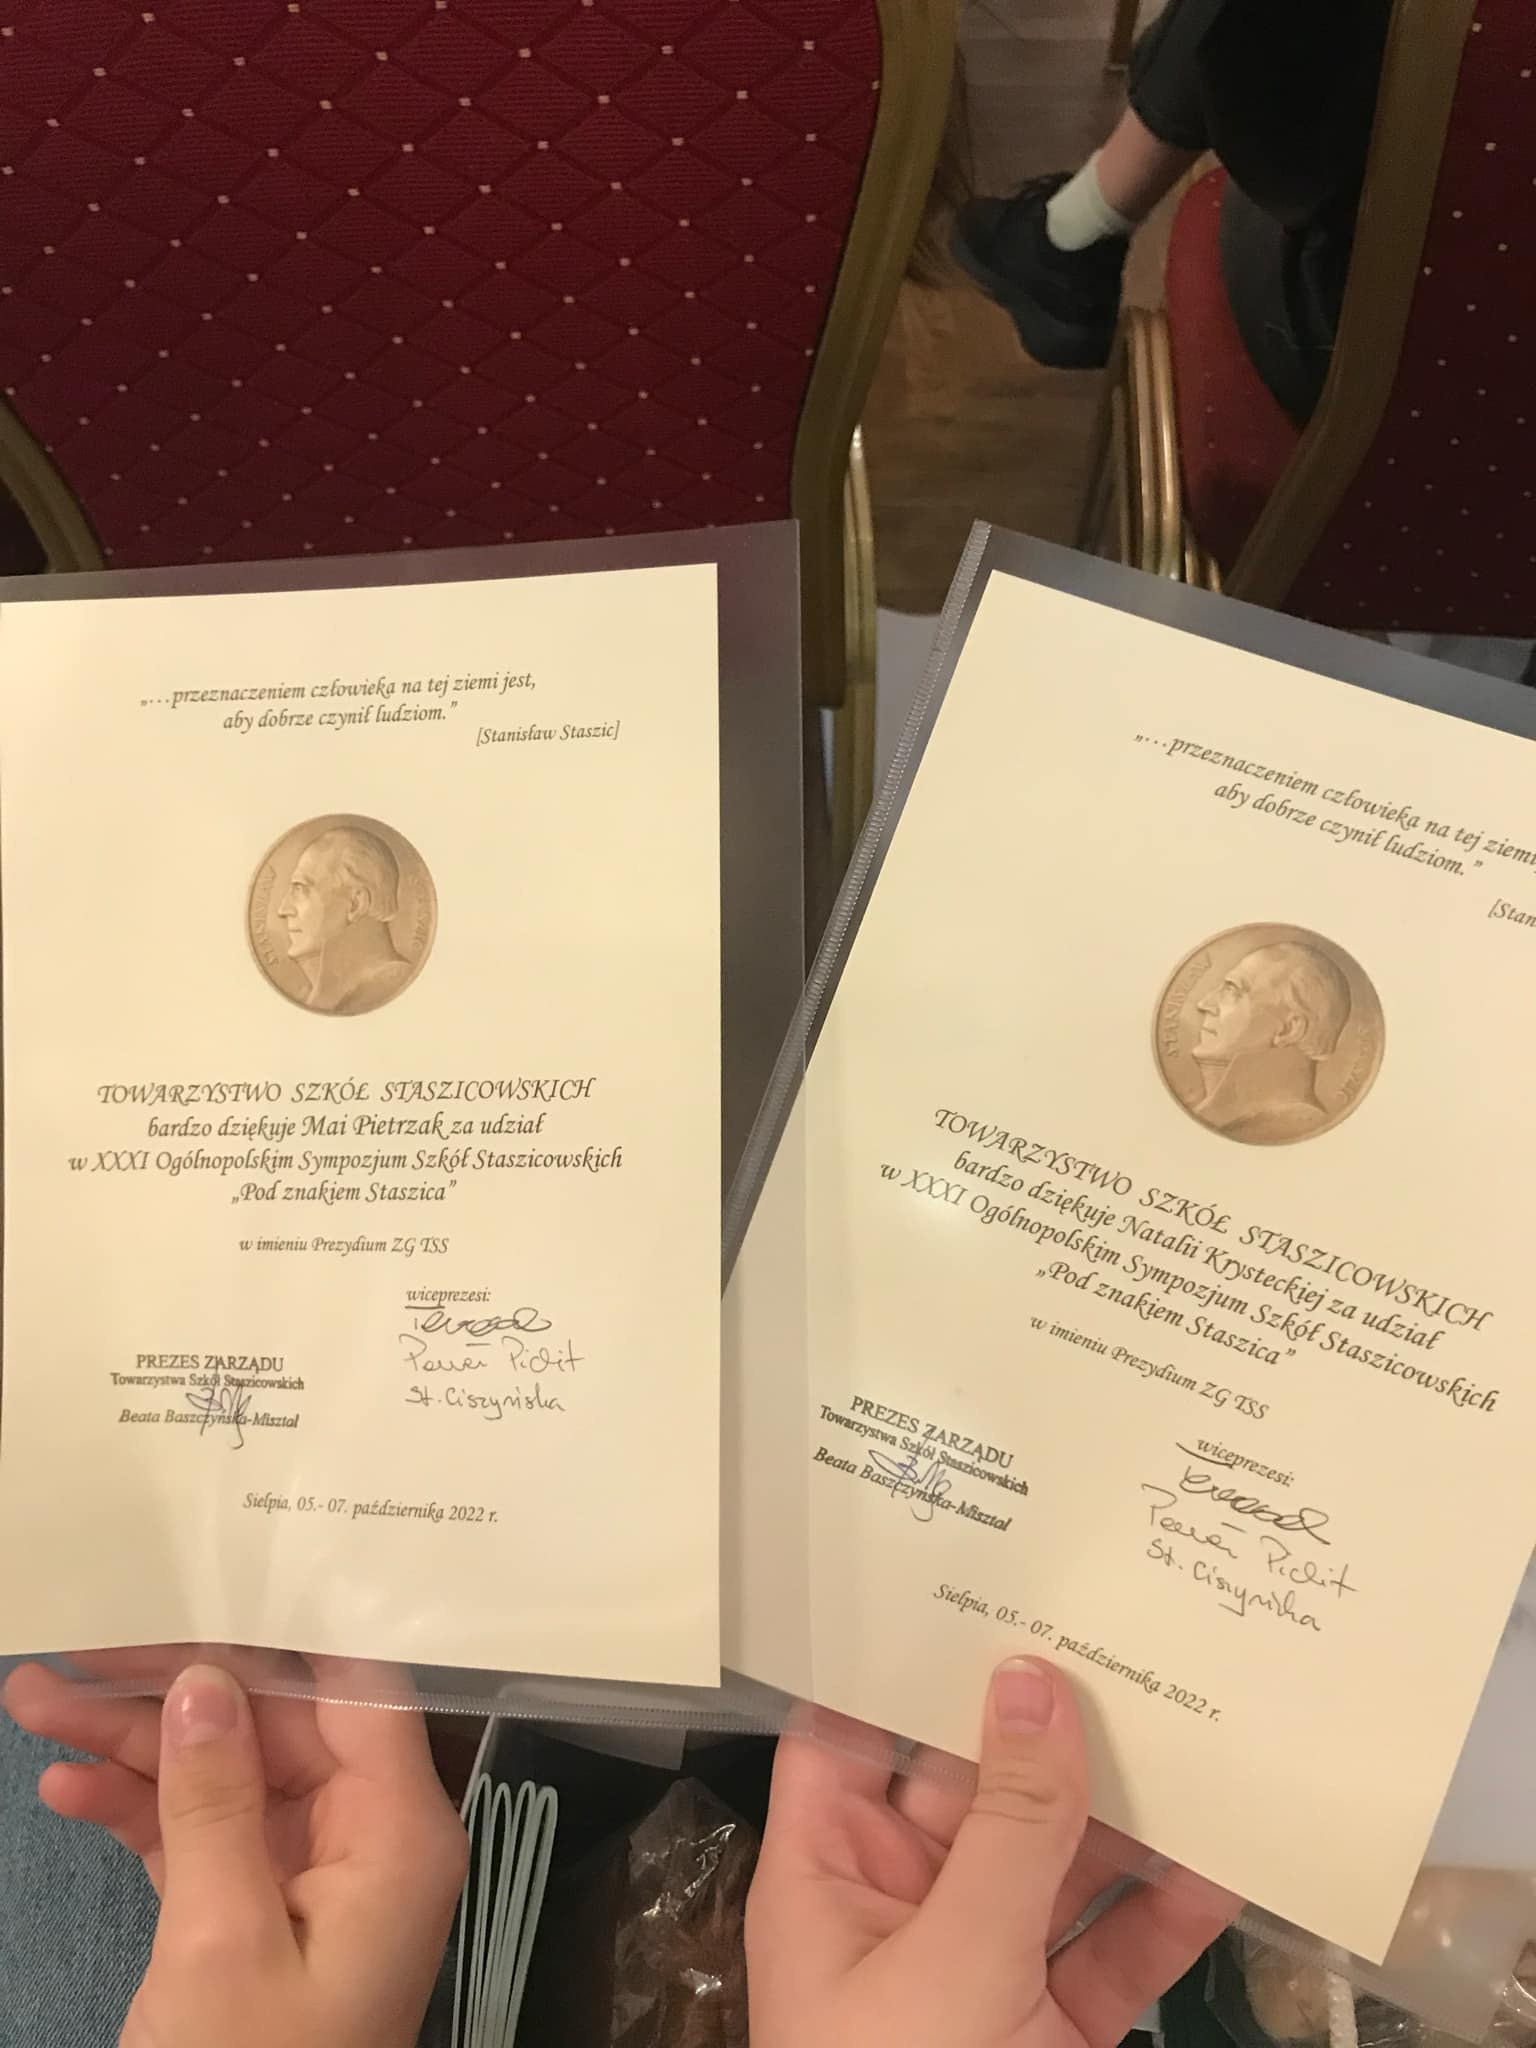 „…przeznaczeniem człowieka na tej ziemi jest,
aby dobrze czynił ludziom.”
[Stanisław Staszic]
STANISŁAW STASZIC
TOWARZYSTWO SZKÓŁ STASZICOWSKICH
bardzo dziękuje Mai Pietrzak za udział
w XXXI Ogólnopolskim Sympozjum Szkół Staszicowskich
„Pod znakiem Staszica”
w imieniu Prezydium ZG TSS
wiceprezesi:
PREZES ZARZĄDU
Towarzystwa Szkół Staszicowskich
Beata Baszczyńska-Misztal
St. Ciszyńska
Sielpia, 05.- 07. października 2022 r.
„…przeznaczeniem człowieka na tej ziemi
aby dobrze czynił ludziom.”
[Stan
STANISŁAW STASZIC
TOWARZYSTWO SZKÓŁ STASZICOWSKICH
bardzo dziękuje Natalii Krysteckiej za udział
w XXXI Ogólnopolskim Sympozjum Szkół Staszicowskich
„Pod znakiem Staszica”
w imieniu Prezydium ZG TSS
wiceprezesi:
PREZES ZARZĄDU
Towarzystwa Szkół Staszicowskich
Beata Baszczyńska-Misztal
St. Ciszyńska
Sielpia, 05.- 07. października 2022 r.